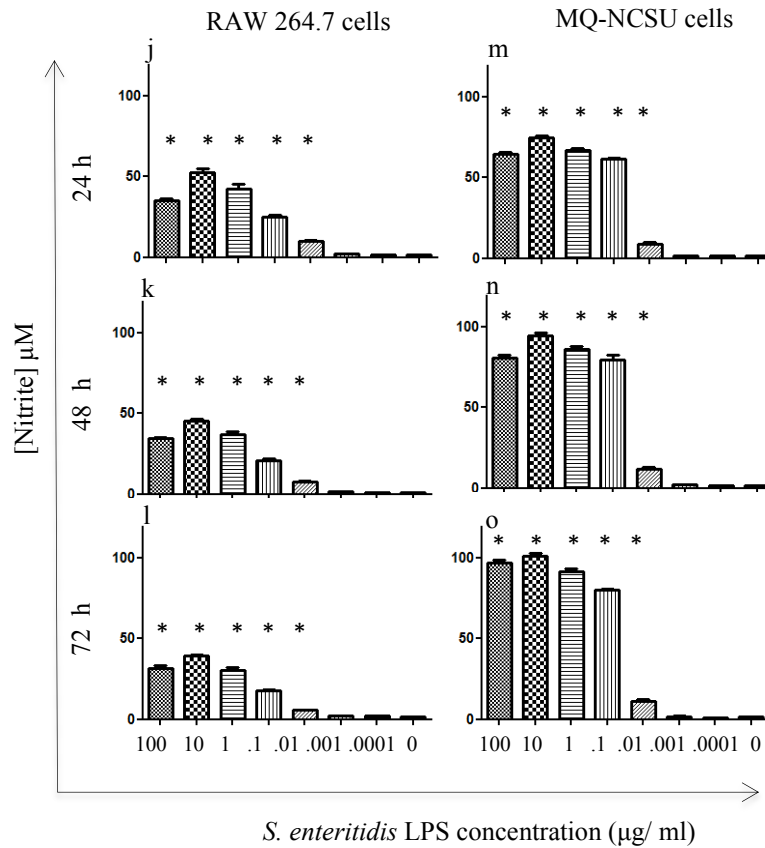 RAW 264.7 cells MQ-NCSU cells
j m
100 100
* * * * * * * * * *
24 h
50 50
0 0
k n
100 100
* * * * * * * * * *
48 h
[Nitrite] µM
50 50
0 0
l o
100 100
* * * * * * * * * *
72 h
50 50
0 0
100 10 1 .1 .01 .001 .0001 0 100 10 1 .1 .01 .001 .0001 0
S. enteritidis LPS concentration (µg/ ml)